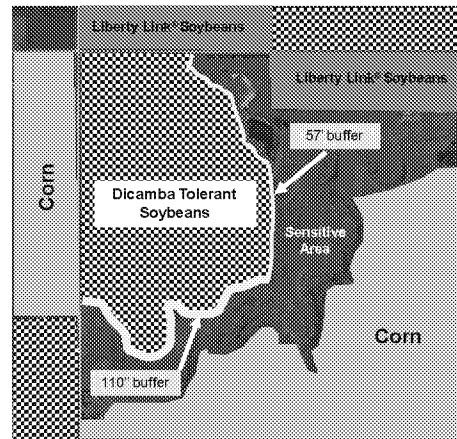 Liberty Link® Soybeans
Liberty Link® Soybeans
57' buffer
Corn
Dicamba Tolerant
Soybeans
Sensitive
Area
Corn
110" buffer